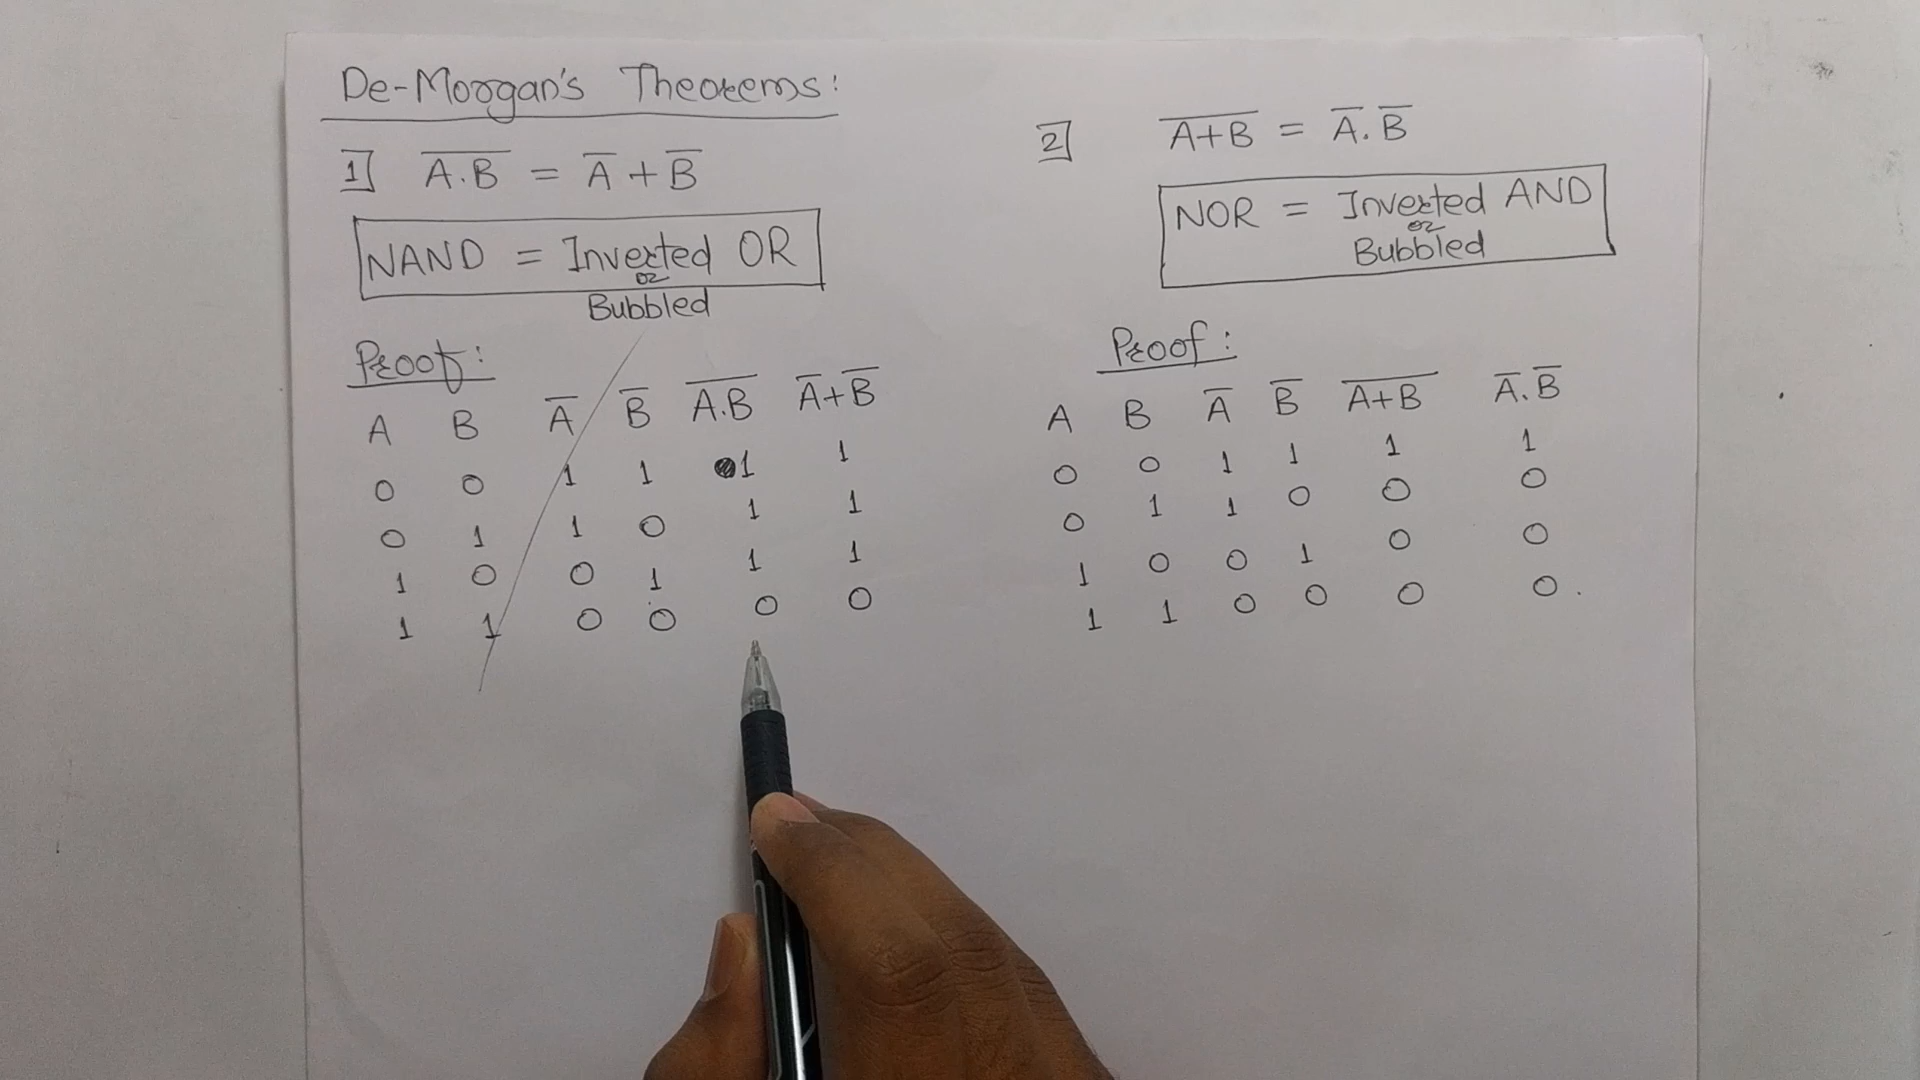 De-Morgan's Theorems:
1] A͞.͞B͞ = A̅ + B̅
NAND = Inverted OR
or
Bubbled
Proof:
A B A̅ B̅ A͞.͞B͞ A̅+B̅
0 0 1 1 1 1
0 1 1 0 1 1
1 0 0 1 1 1
1 1 0 0 0 0
2] A͞+͞B͞ = A̅.B̅
NOR = Inverted AND
or
Bubbled
Proof:
A B A̅ B̅ A͞+͞B͞ A̅.B̅
0 0 1 1 1 1
0 1 1 0 0 0
1 0 0 1 0 0
1 1 0 0 0 0.